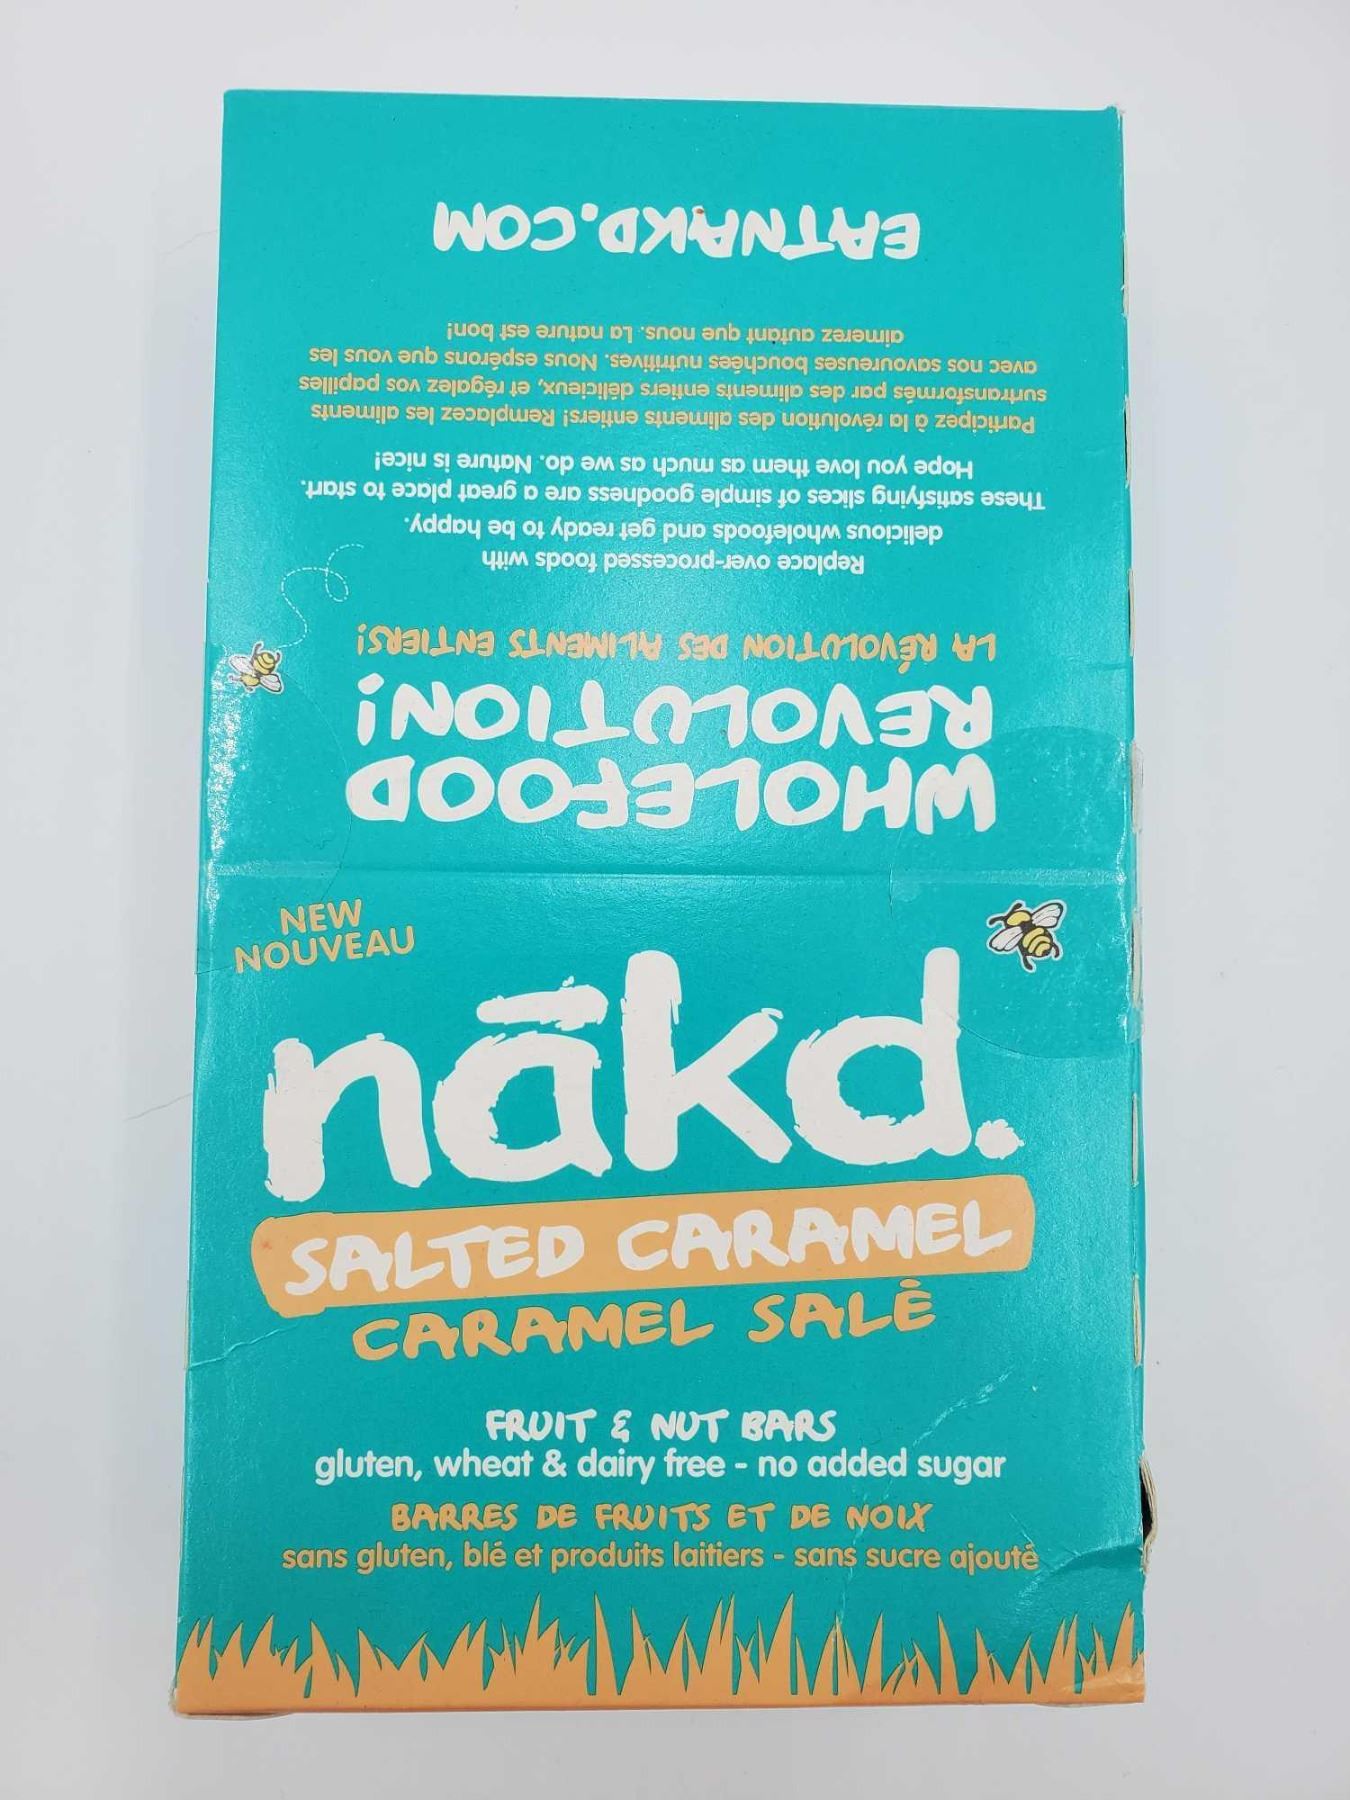 EATNAKD.COM
aimerez autant que nous. La nature est bon!
avec nos savoureuses bouchées nutritives. Nous espérons que vous les
surtransformés par des aliments entiers délicieux, et régalez vos papilles
Participez à la révolution des aliments entiers! Remplacez les aliments
Hope you love them as much as we do. Nature is nice!
These satisfying slices of simple goodness are a great place to start.
delicious wholefoods and get ready to be happy.
Replace over-processed foods with
LA RÉVOLUTION DES ALIMENTS ENTIERS!
REVOLUTION!
WHOLEFOOD
NEW
NOUVEAU
nākd.
SALTED CARAMEL
CARAMEL SALÉ
FRUIT & NUT BARS
gluten, wheat & dairy free - no added sugar
BARRES DE FRUITS ET DE NOIX
sans gluten, blé et produits laitiers - sans sucre ajouté